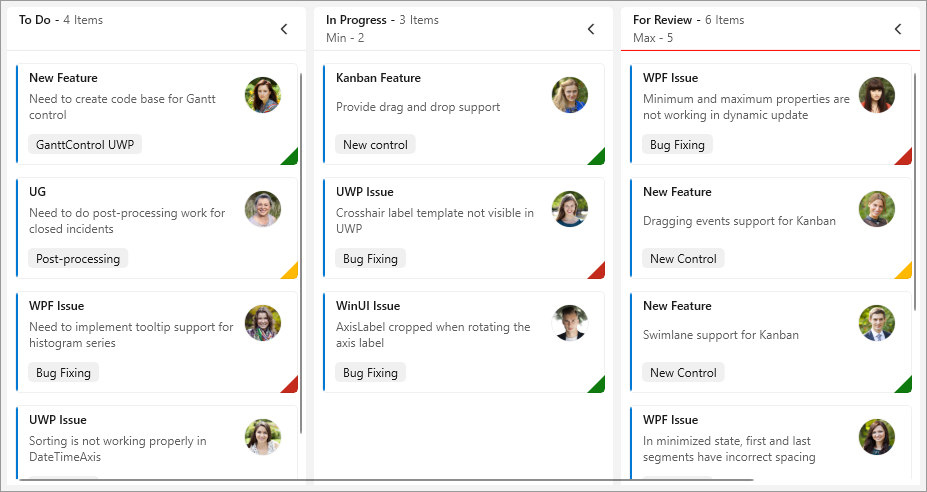 To Do - 4 Items
New Feature
Need to create code base for Gantt
control
GanttControl UWP
UG
Need to do post-processing work for
closed incidents
Post-processing
WPF Issue
Need to implement tooltip support for
histogram series
Bug Fixing
UWP Issue
Sorting is not working properly in
DateTimeAxis
In Progress - 3 Items
Min - 2
Kanban Feature
Provide drag and drop support
New control
UWP Issue
Crosshair label template not visible in
UWP
Bug Fixing
WinUI Issue
AxisLabel cropped when rotating the
axis label
Bug Fixing
For Review - 6 Items
Max - 5
WPF Issue
Minimum and maximum properties are
not working in dynamic update
Bug Fixing
New Feature
Dragging events support for Kanban
New Control
New Feature
Swimlane support for Kanban
New Control
WPF Issue
In minimized state, first and last
segments have incorrect spacing